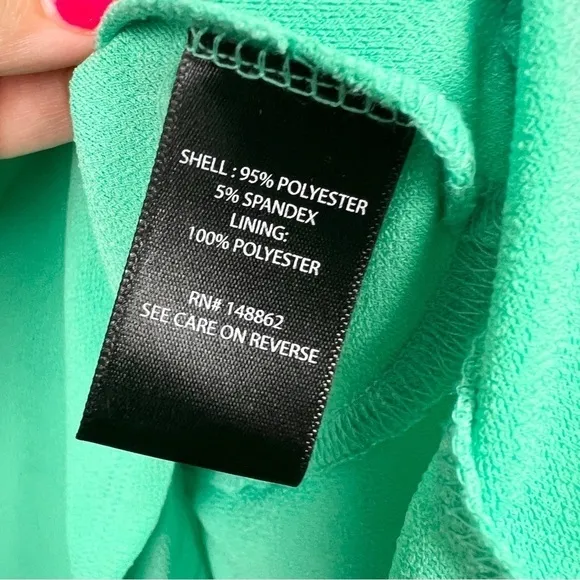 SHELL : 95% POLYESTER
5% SPANDEX
LINING:
100% POLYESTER
RN# 148862
SEE CARE ON REVERSE